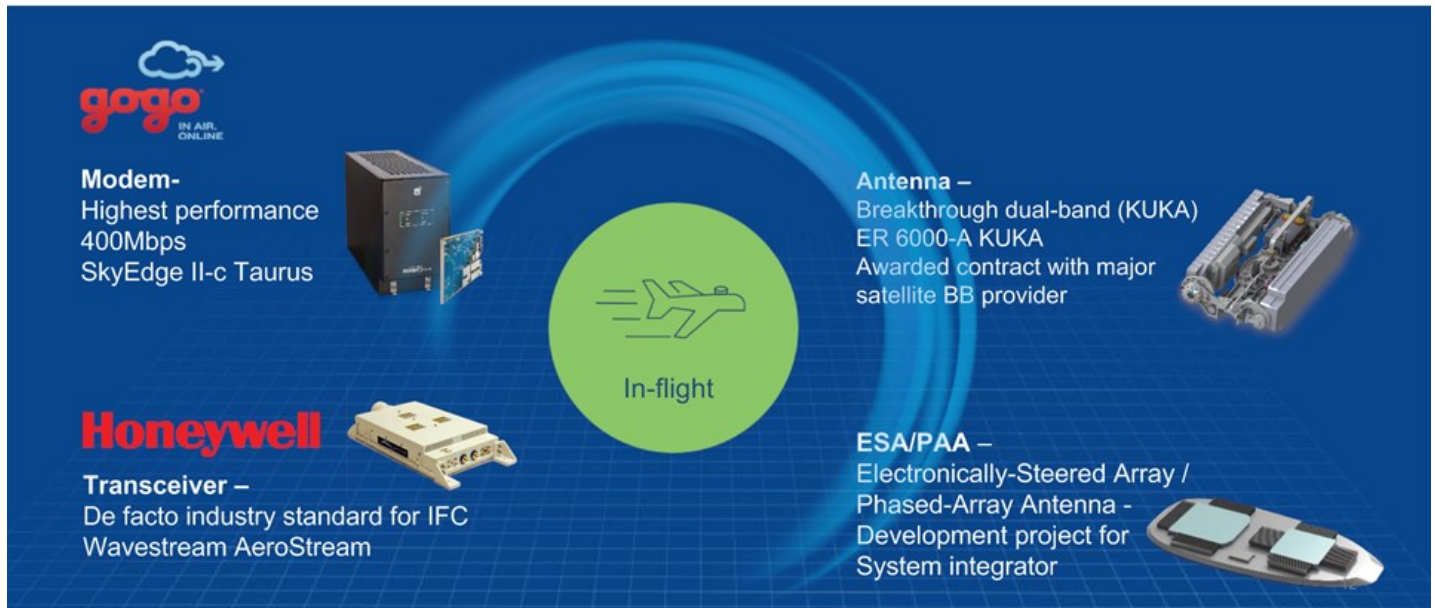 gogo
IN AIR.
ONLINE
Modem-
Highest performance
400Mbps
SkyEdge II-c Taurus
Antenna –
Breakthrough dual-band (KUKA)
ER 6000-A KUKA
Awarded contract with major
satellite BB provider
In-flight
Honeywell
Transceiver –
De facto industry standard for IFC
Wavestream AeroStream
ESA/PAA –
Electronically-Steered Array /
Phased-Array Antenna -
Development project for
System integrator
12